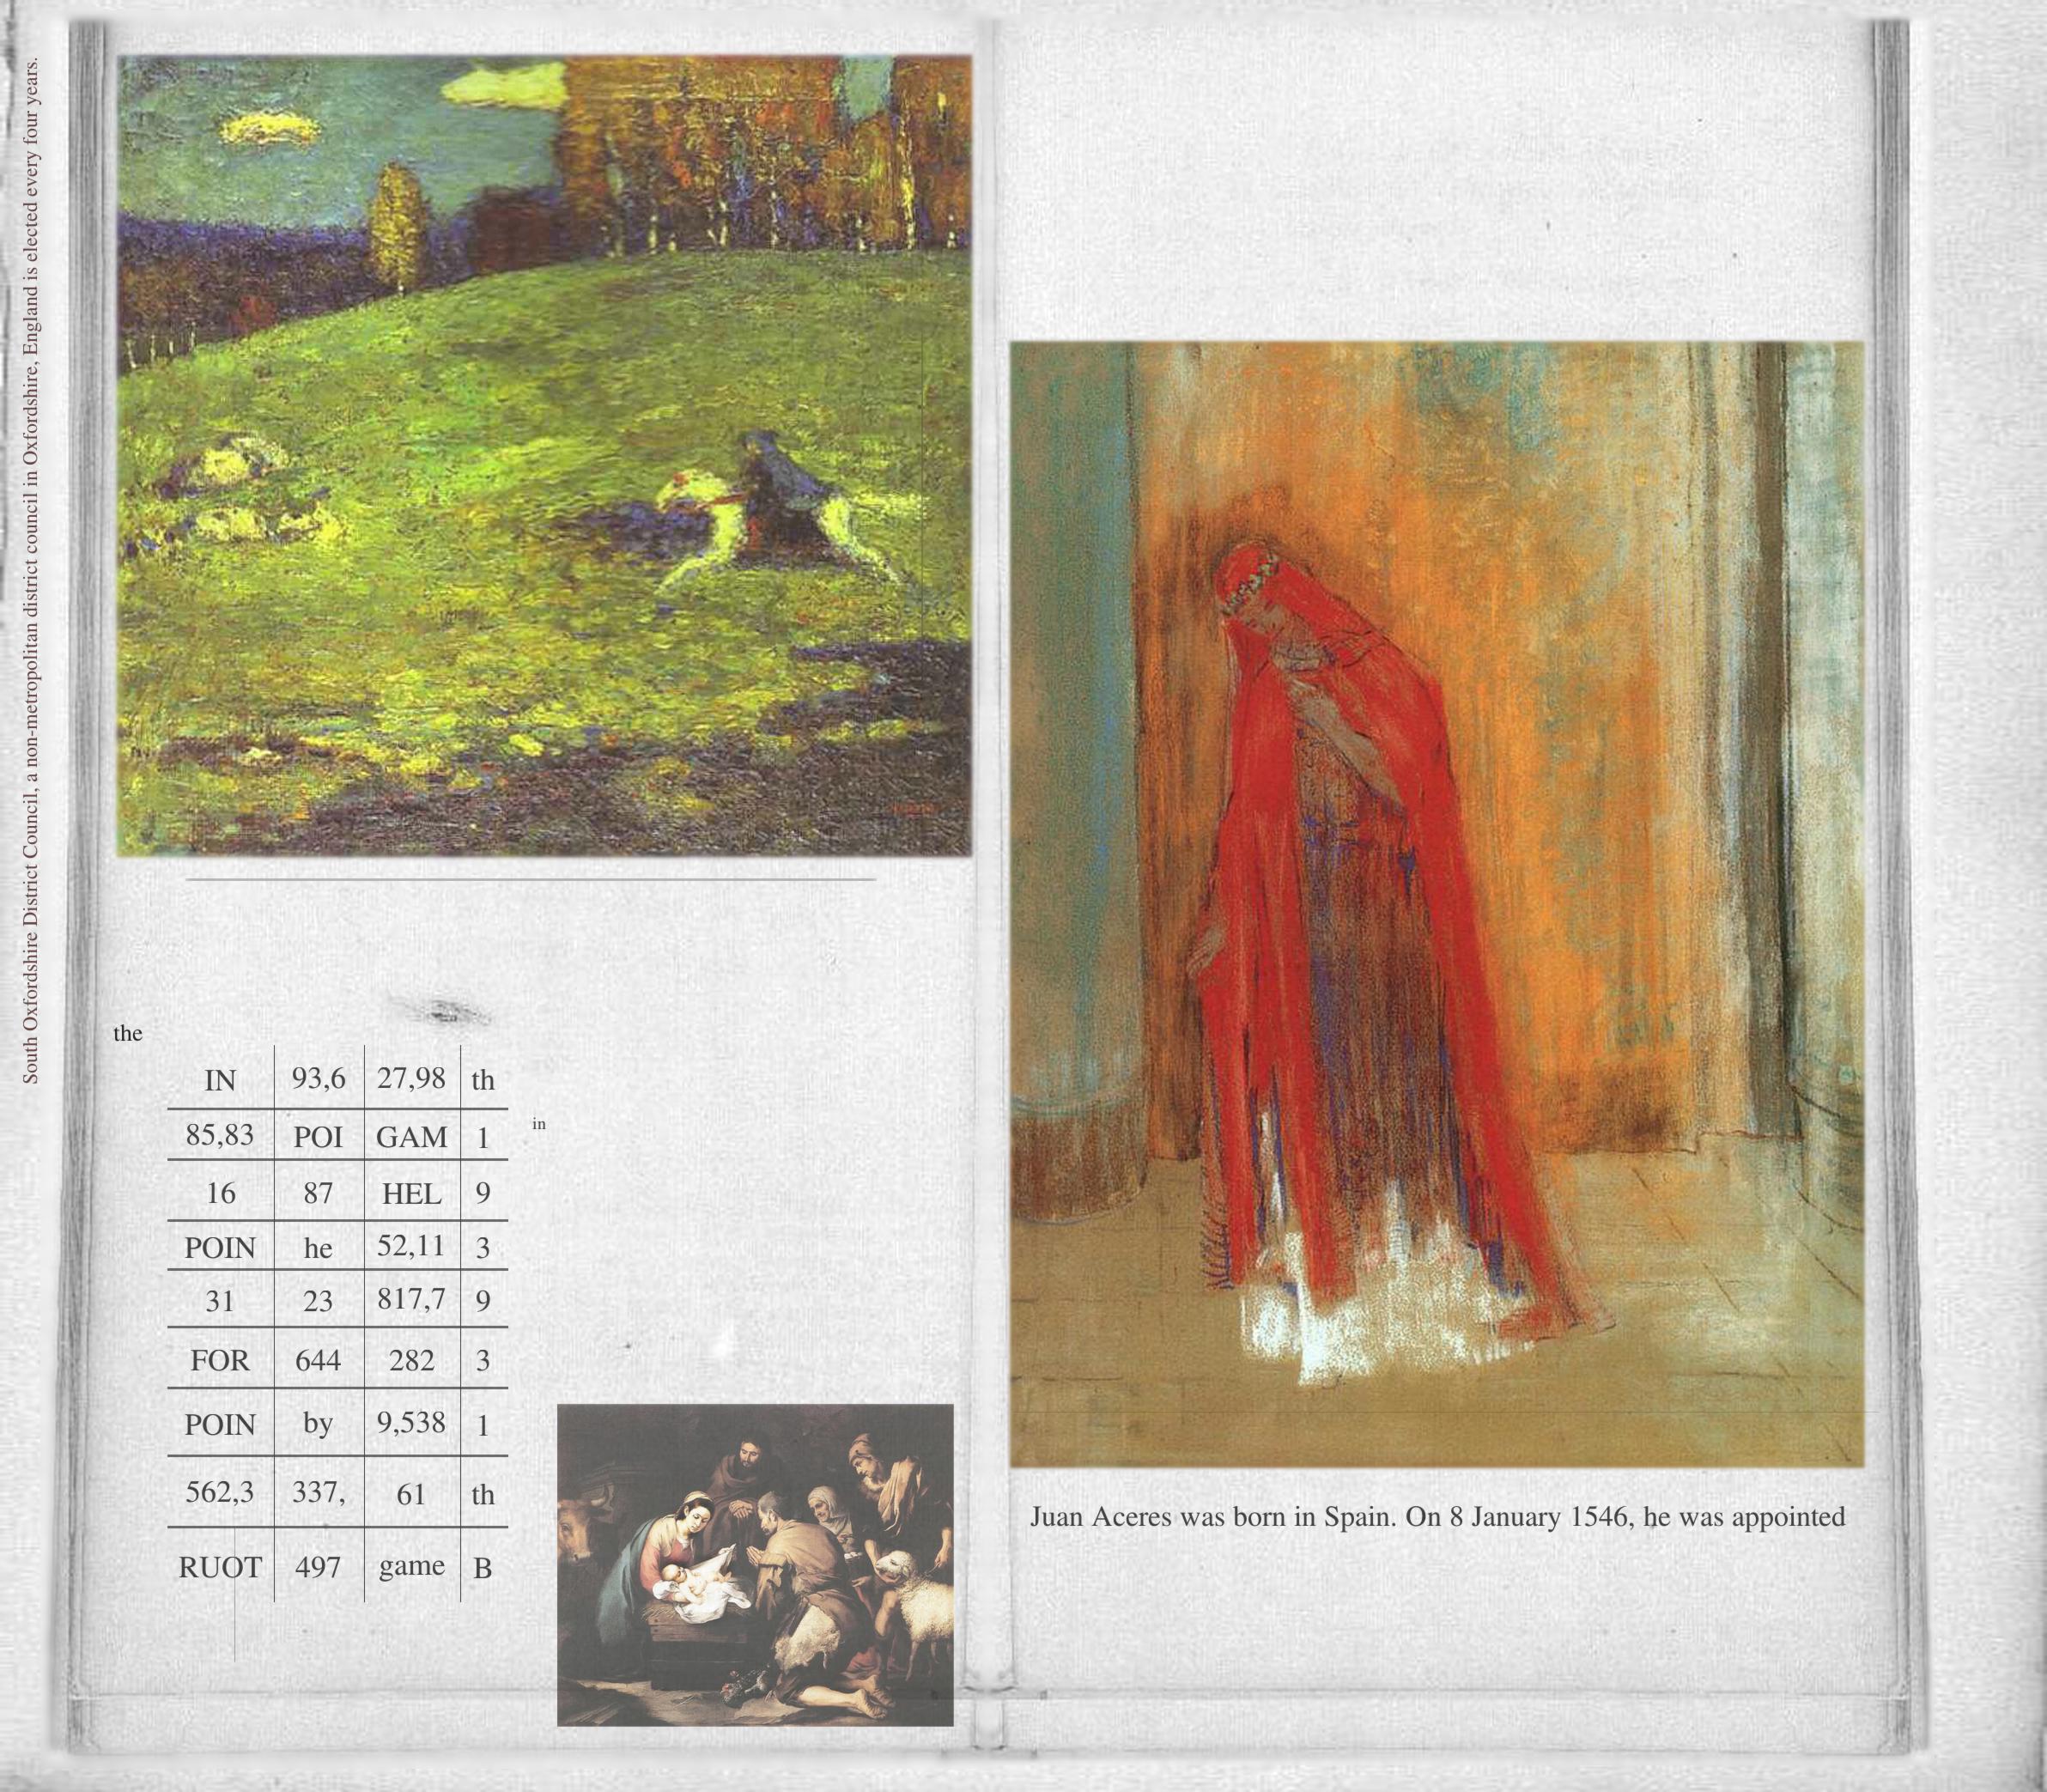 South Oxfordshire District Council, a non-metropolitan district council in Oxfordshire, England is elected every four years.
the
IN 93,6 27,98 th
85,83 POI GAM 1
in
16 87 HEL 9
POIN he 52,11 3
31 23 817,7 9
FOR 644 282 3
POIN by 9,538 1
562,3 337, 61 th
RUOT 497 game B
Juan Aceres was born in Spain. On 8 January 1546, he was appointed